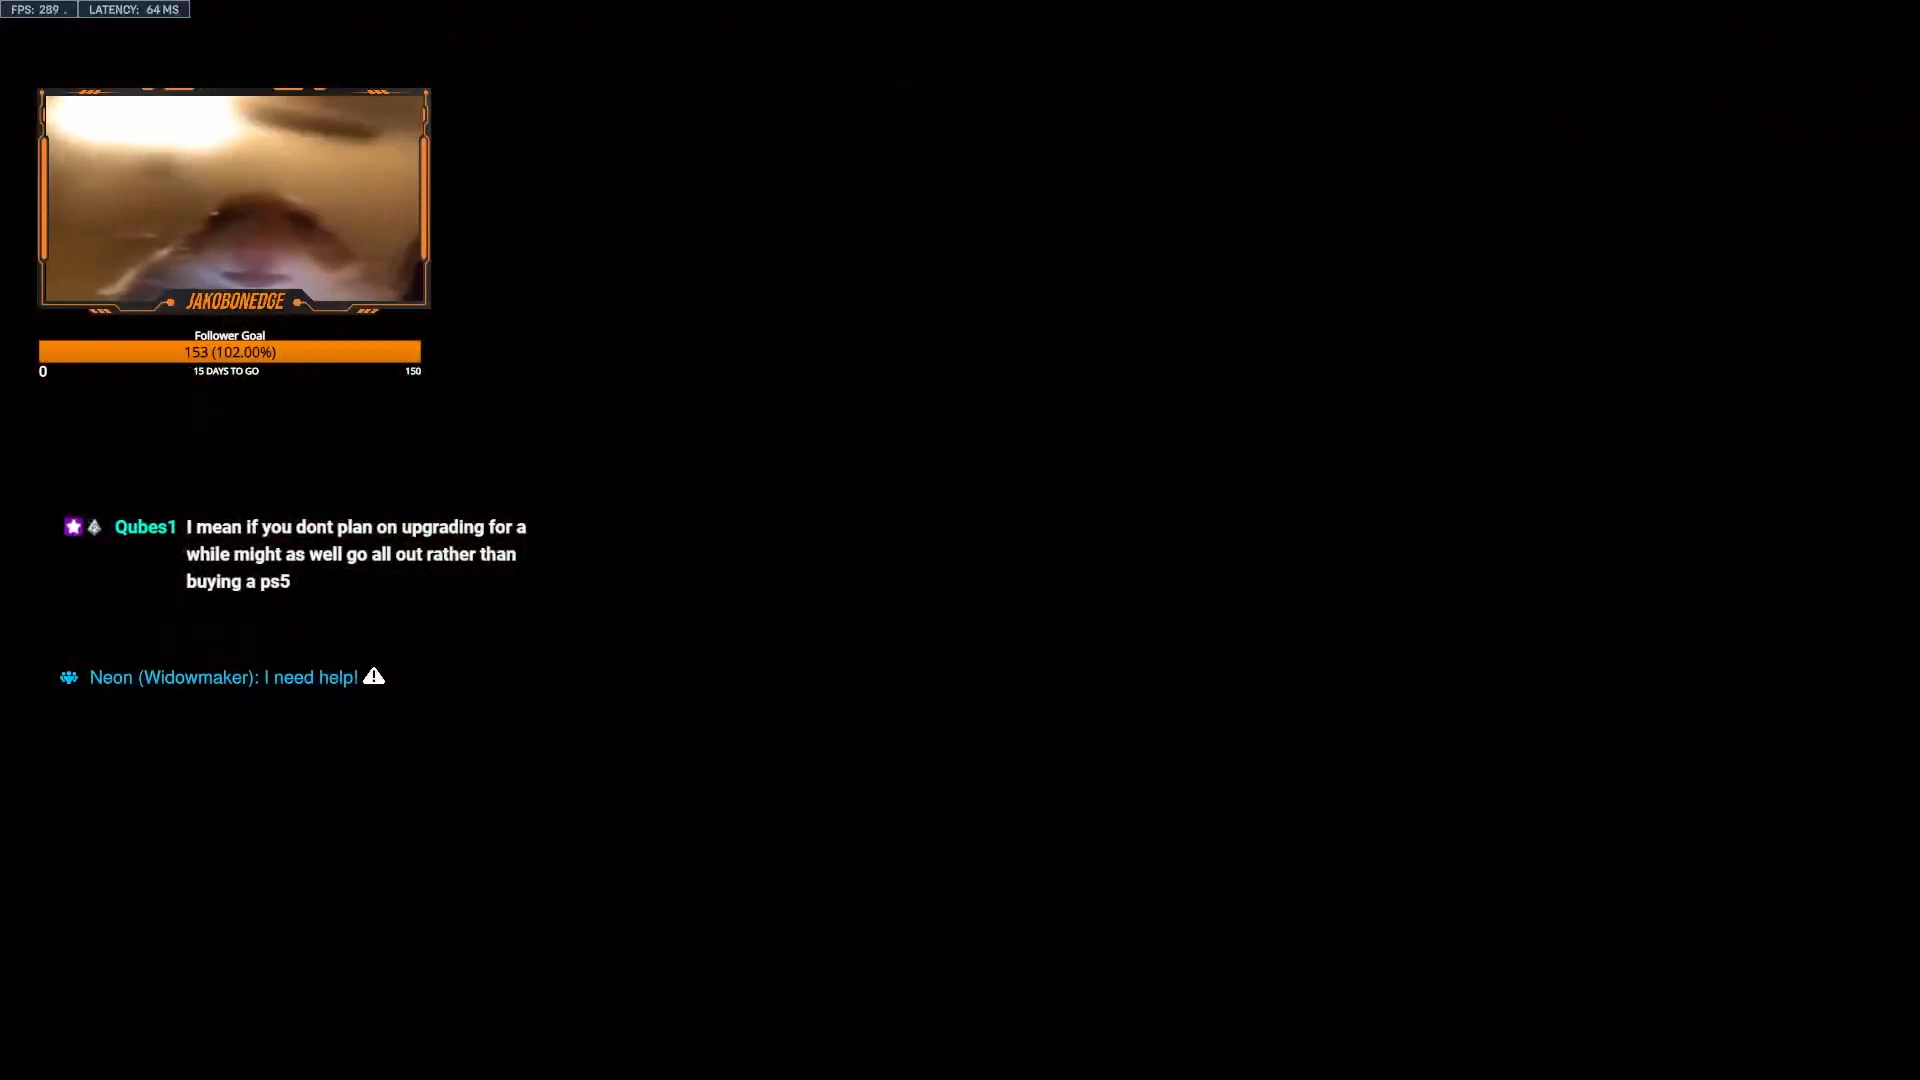 FPS: 289 . LATENCY: 64 MS
JAKOBONEDGE
Follower Goal
153 (102.00%)
0 15 DAYS TO GO 150
Qubes1 I mean if you dont plan on upgrading for a
while might as well go all out rather than
buying a ps5
Neon (Widowmaker): I need help!